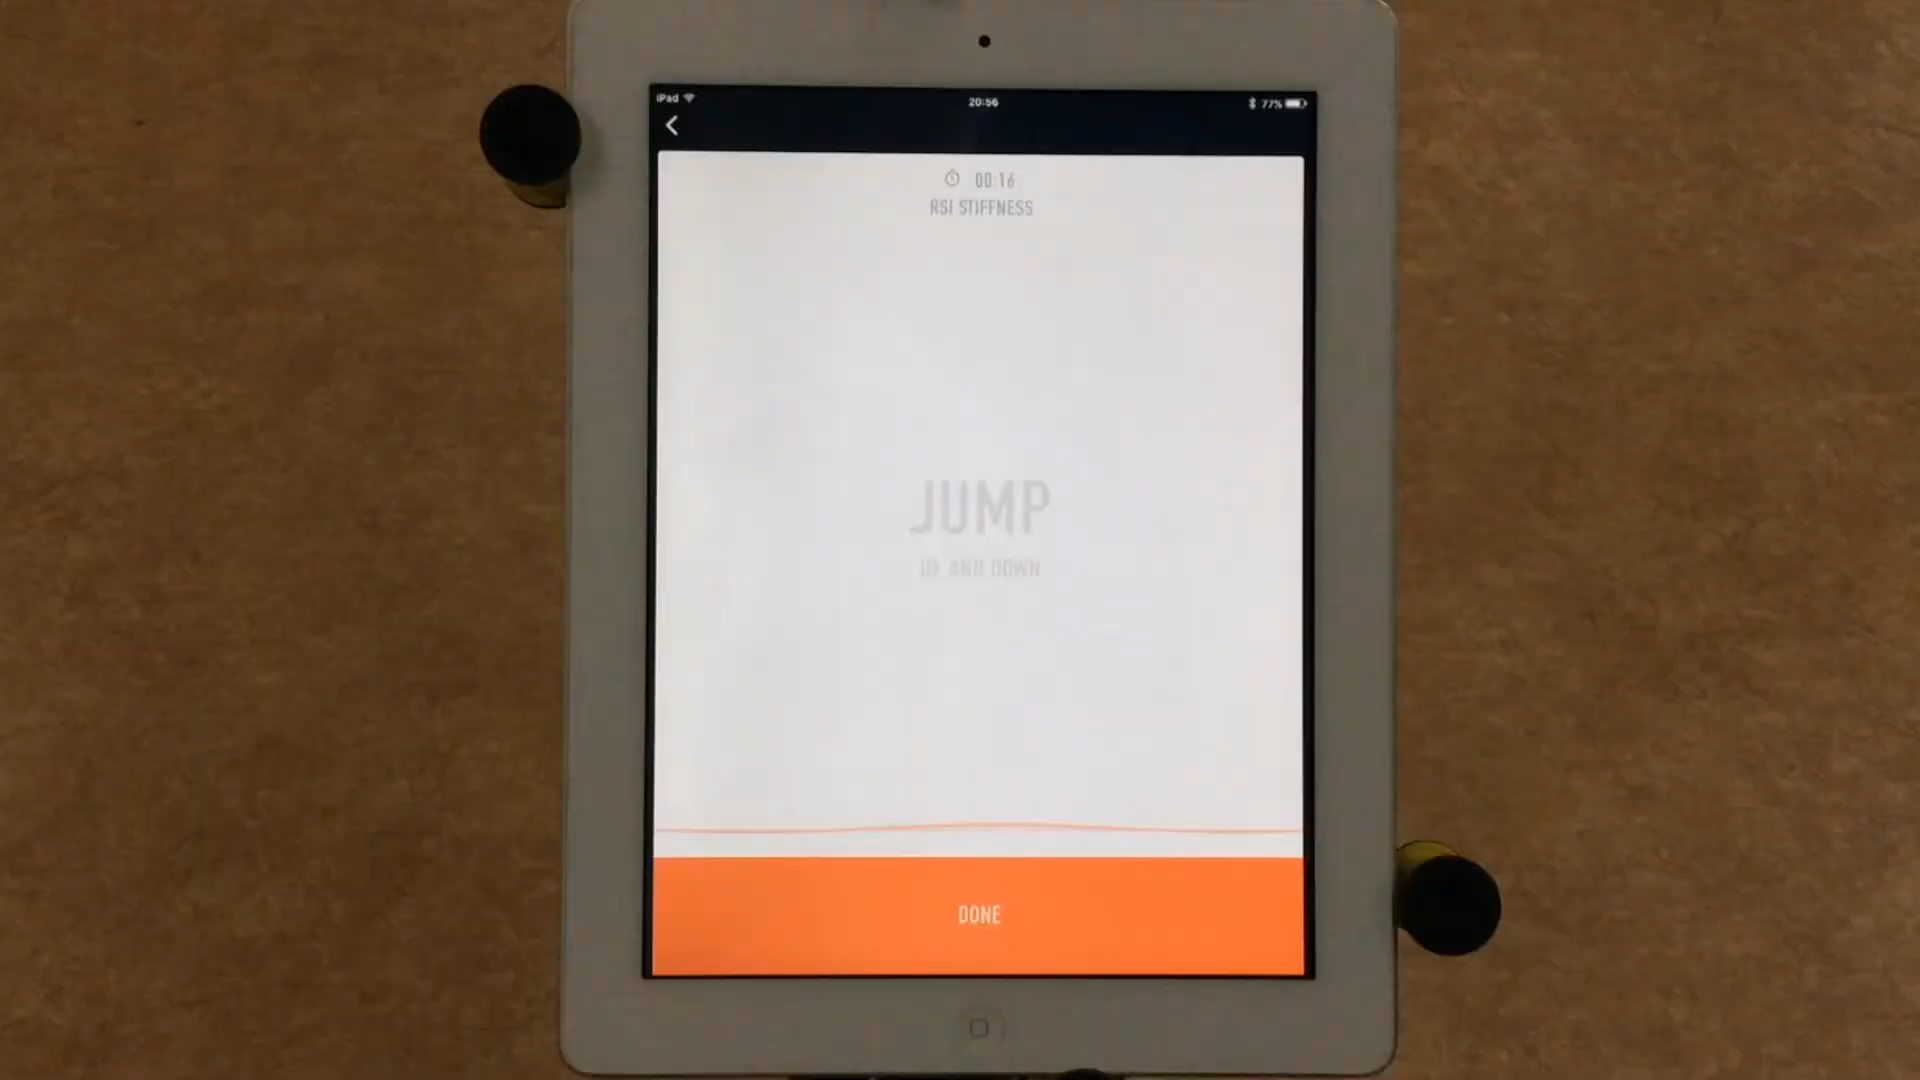 iPad
20:56
77%
00:16
RSI STIFFNESS
JUMP
UP AND DOWN
DONE